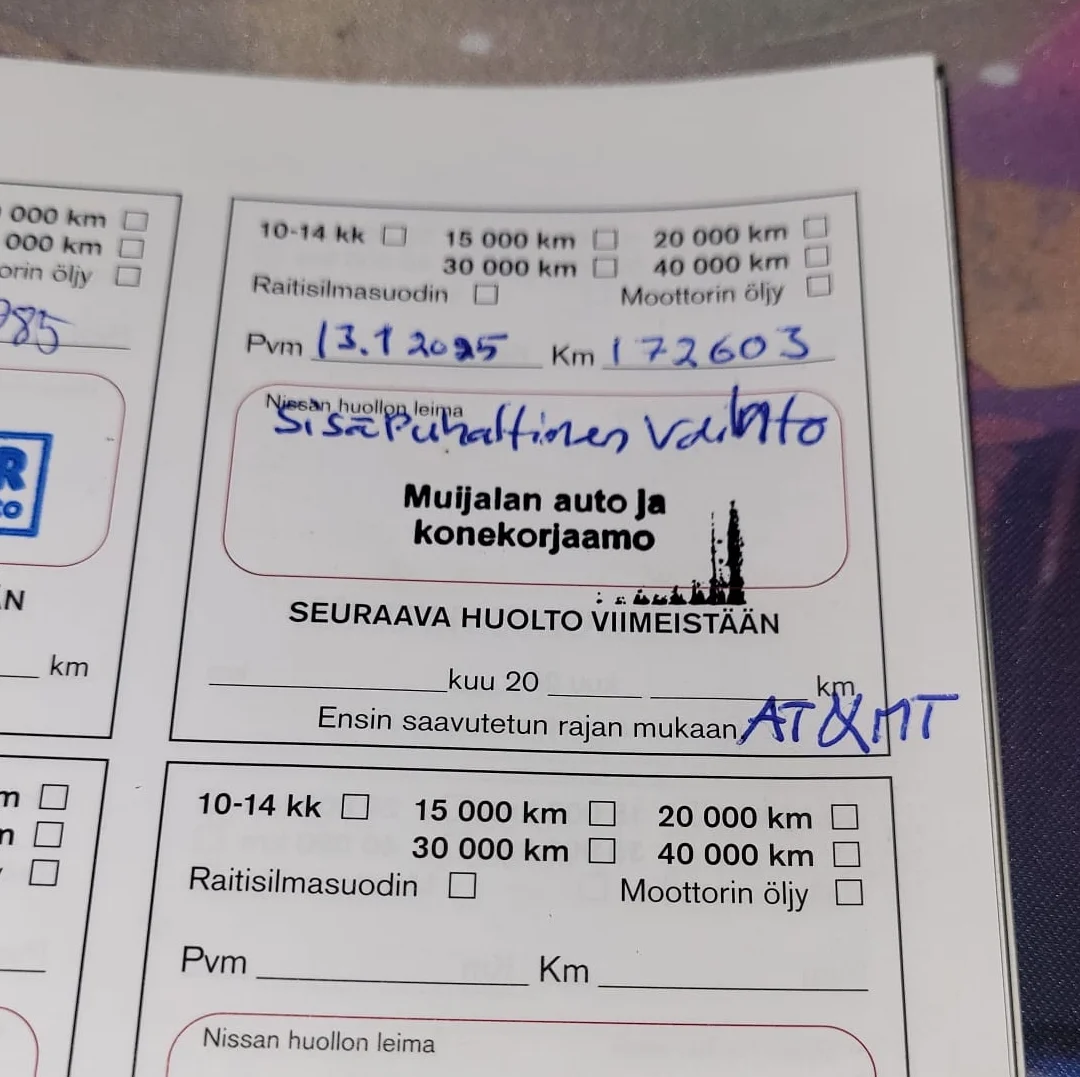 000 km
000 km
orin öljy
985
R
to
ÄN
km
10-14 kk 15 000 km 20 000 km
30 000 km 40 000 km
Raitisilmasuodin Moottorin öljy
Pvm 13.1 2025 Km 172603
Nissan huollon leima
Sisäpuhaltimen vaihto
Muijalan auto ja
konekorjaamo
SEURAAVA HUOLTO VIIMEISTÄÄN
kuu 20 km
Ensin saavutetun rajan mukaan AT & MT
m
m
10-14 kk 15 000 km 20 000 km
30 000 km 40 000 km
Raitisilmasuodin Moottorin öljy
Pvm Km
Nissan huollon leima